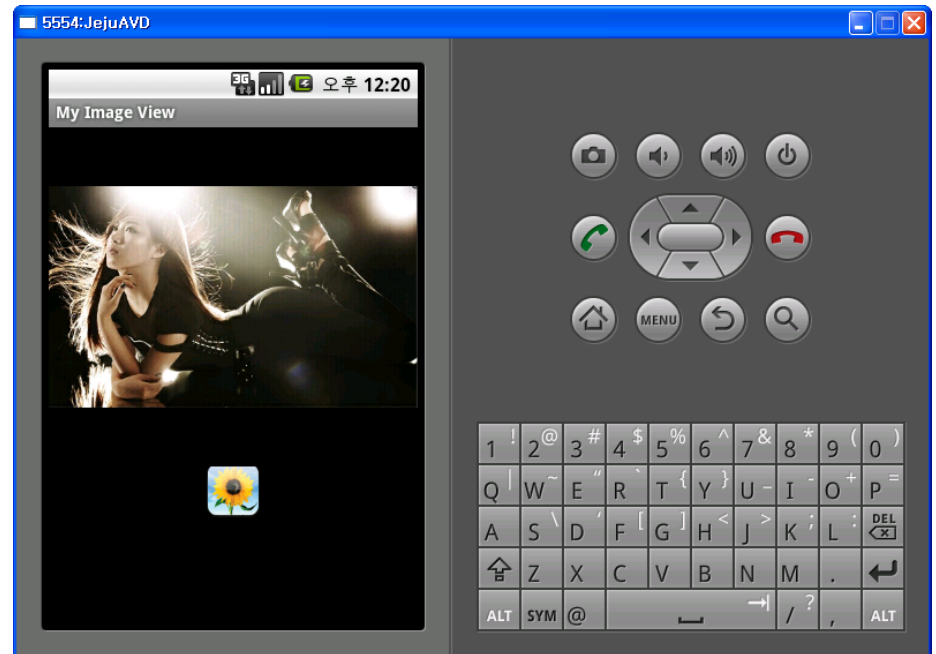 5554:JejuAVD
3G 오후 12:20
My Image View
MENU
1 ! 2 @ 3 # 4 $ 5 % 6 ^ 7 & 8 * 9 ( 0 )
Q | W ~ E " R ` T { Y } U _ I - O + P =
A S \ D ' F [ G ] H < J > K ; L : DEL
Z X C V B N M .
ALT SYM @ / ? , ALT